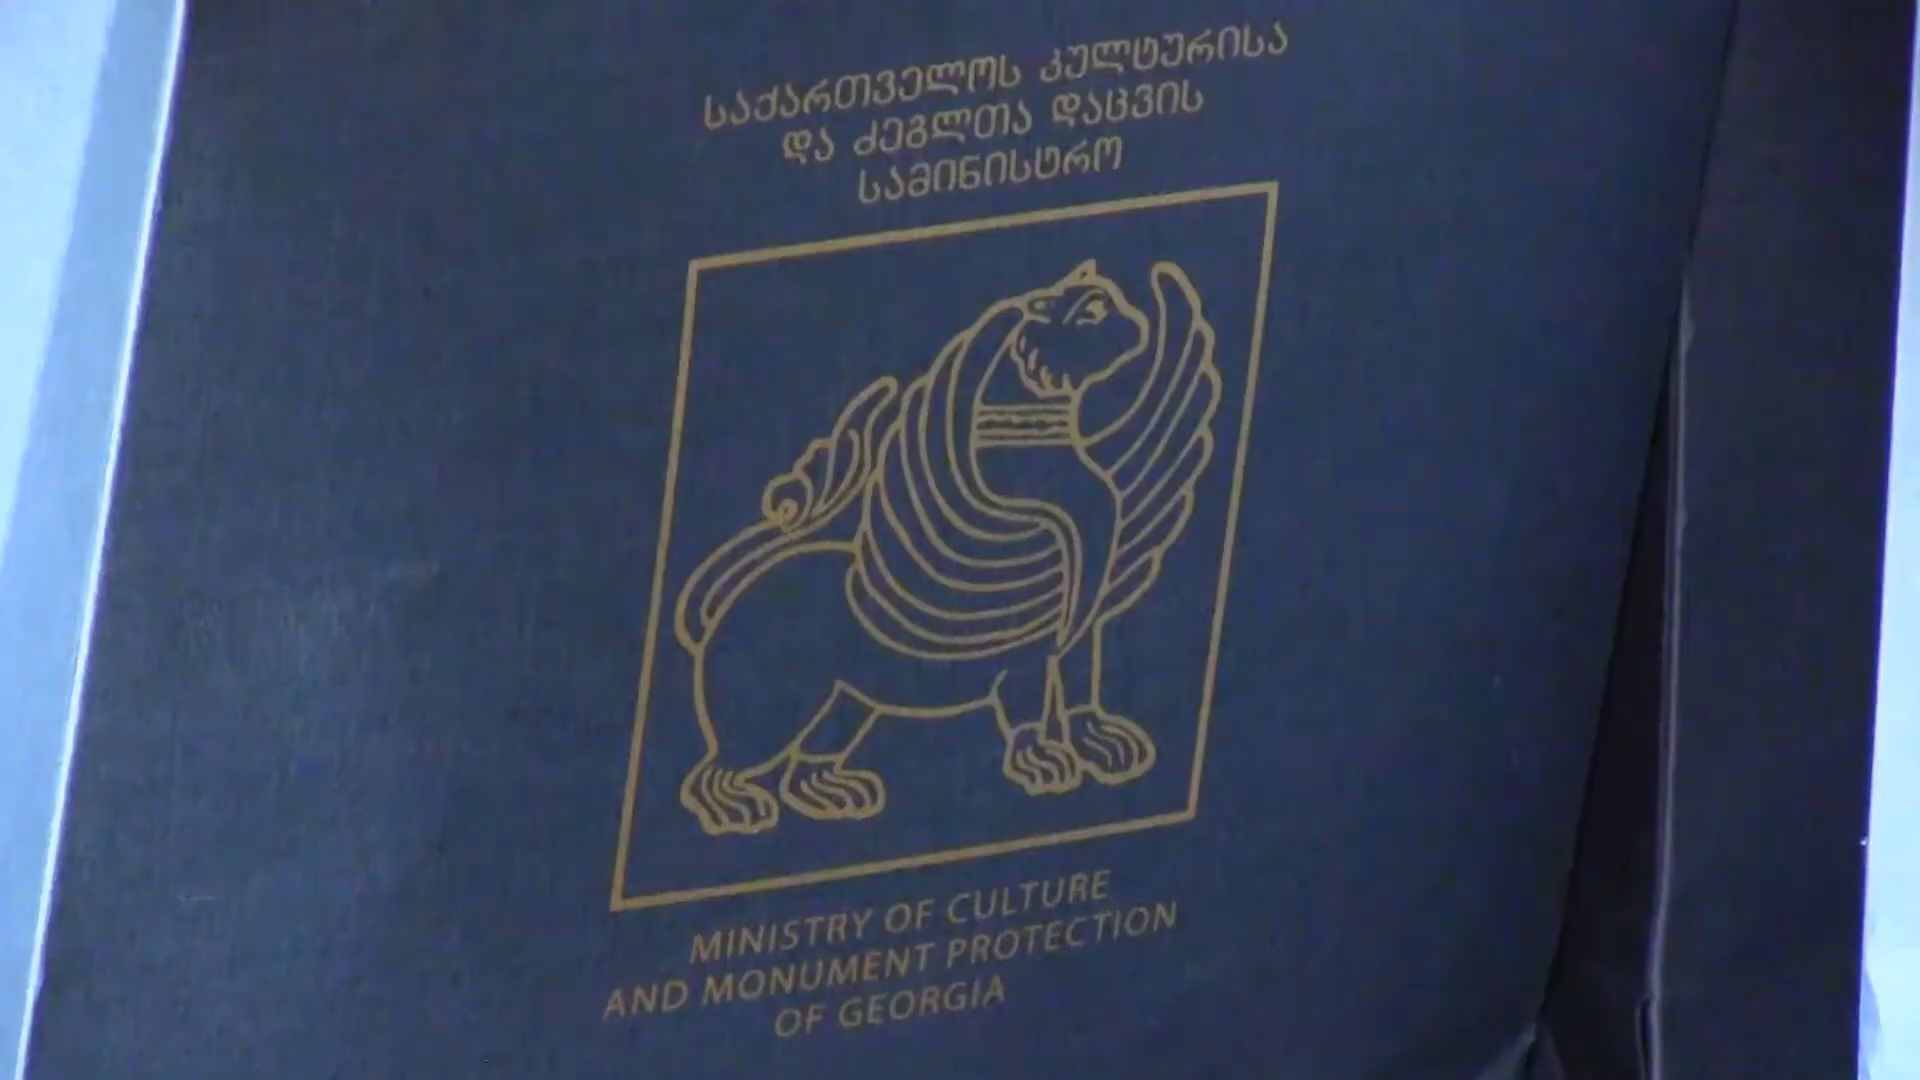 საქართველოს კულტურისა
და ძეგლთა დაცვის
სამინისტრო
MINISTRY OF CULTURE
AND MONUMENT PROTECTION
OF GEORGIA